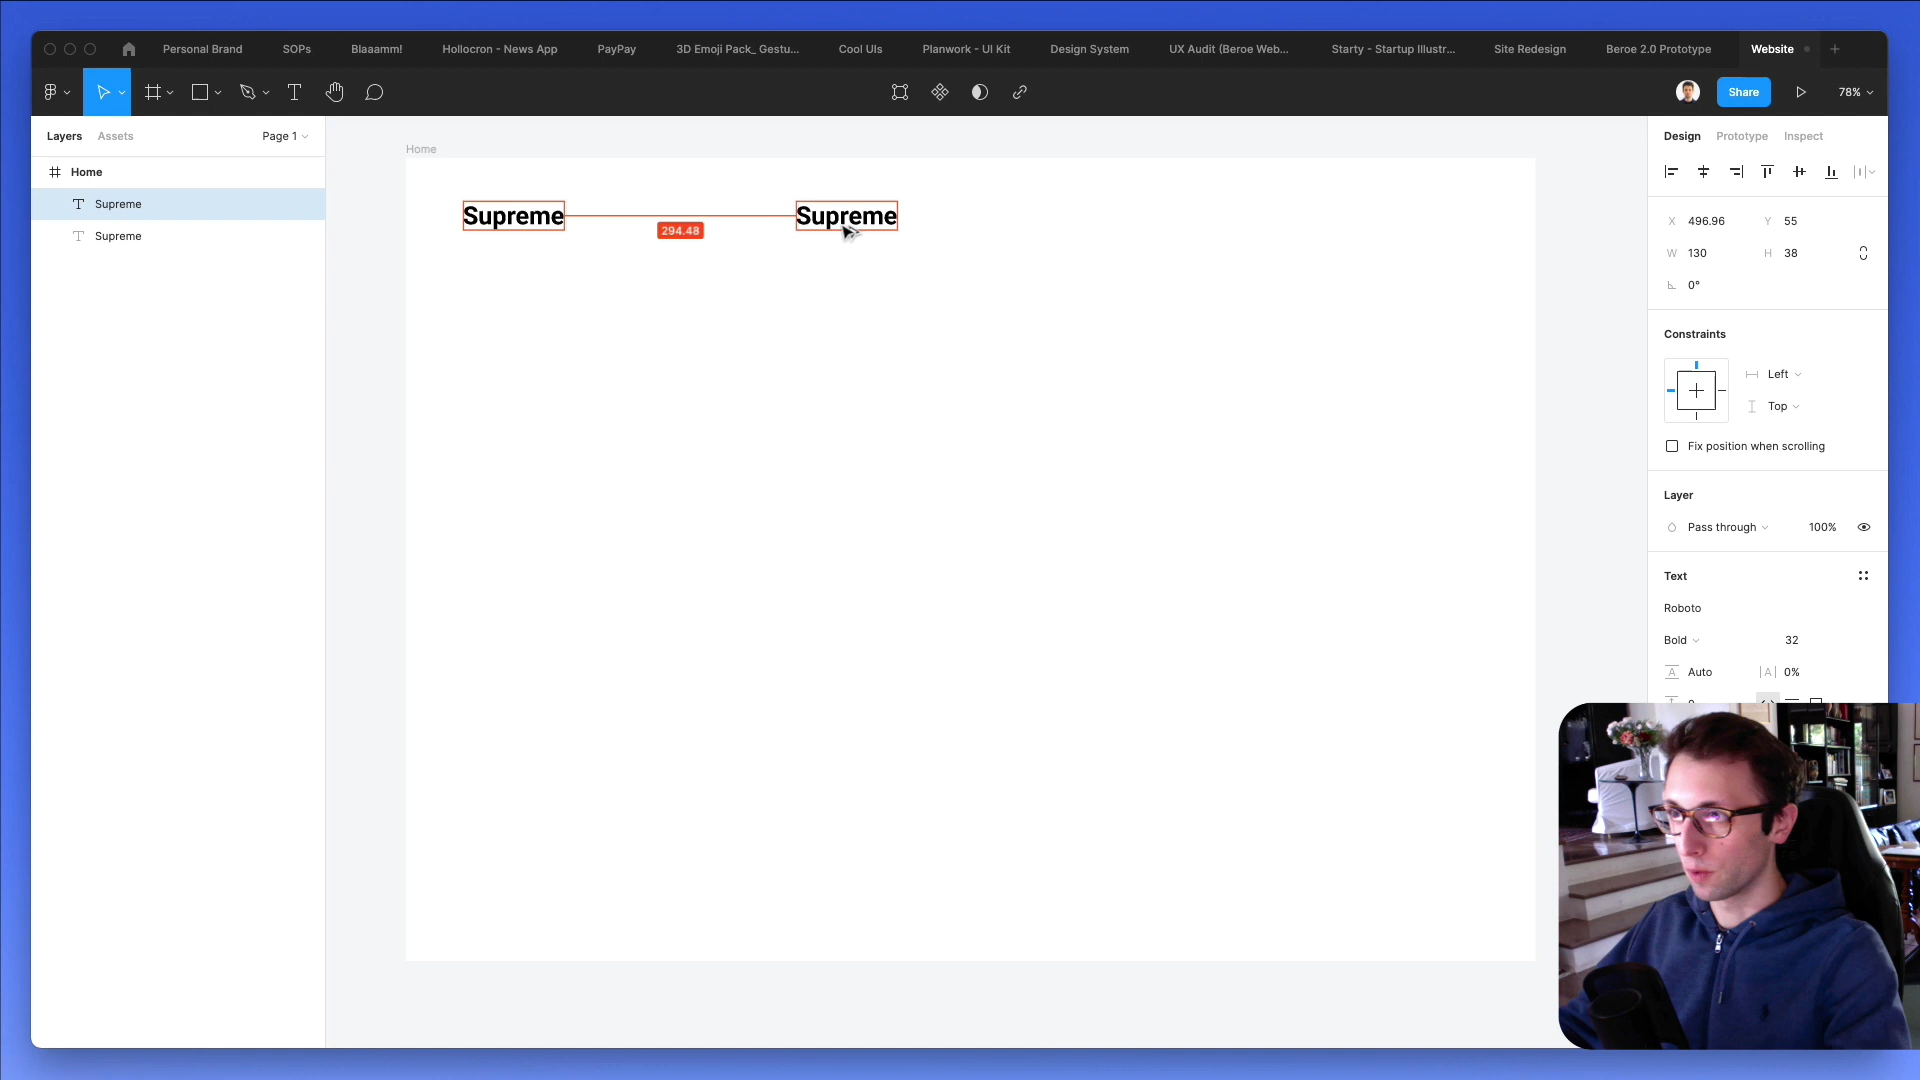 Personal Brand SOPs Blaaamm! Hollocron - News App PayPay 3D Emoji Pack_ Gestu... Cool UIs Planwork - UI Kit Design System UX Audit (Beroe Web... Starty - Startup Illustr... Site Redesign Beroe 2.0 Prototype Website
Share 78%
Layers Assets Page 1
Home
Supreme
Supreme
Home
Supreme Supreme
294.48
Design Prototype Inspect
X 496.96 Y 55
W 130 H 38
0°
Constraints
Left
Top
Fix position when scrolling
Layer
Pass through 100%
Text
Roboto
Bold 32
A Auto |A| 0%